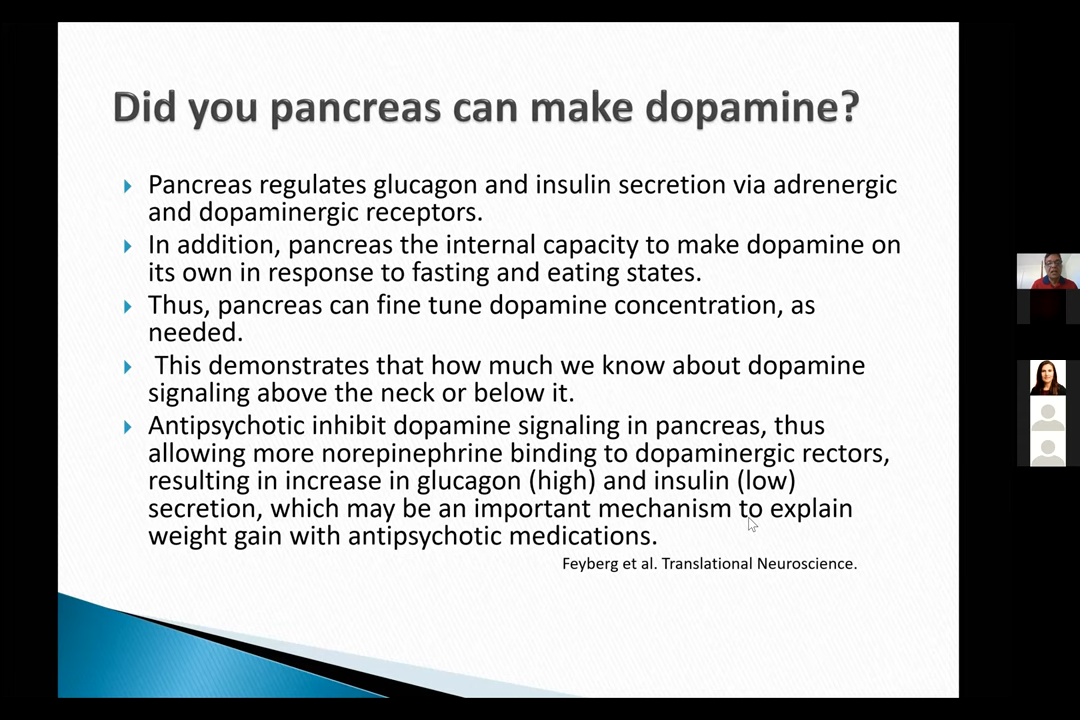 Did you pancreas can make dopamine?
Pancreas regulates glucagon and insulin secretion via adrenergic
and dopaminergic receptors.
In addition, pancreas the internal capacity to make dopamine on
its own in response to fasting and eating states.
Thus, pancreas can fine tune dopamine concentration, as
needed.
This demonstrates that how much we know about dopamine
signaling above the neck or below it.
Antipsychotic inhibit dopamine signaling in pancreas, thus
allowing more norepinephrine binding to dopaminergic rectors,
resulting in increase in glucagon (high) and insulin (low)
secretion, which may be an important mechanism to explain
weight gain with antipsychotic medications.
Feyberg et al. Translational Neuroscience.